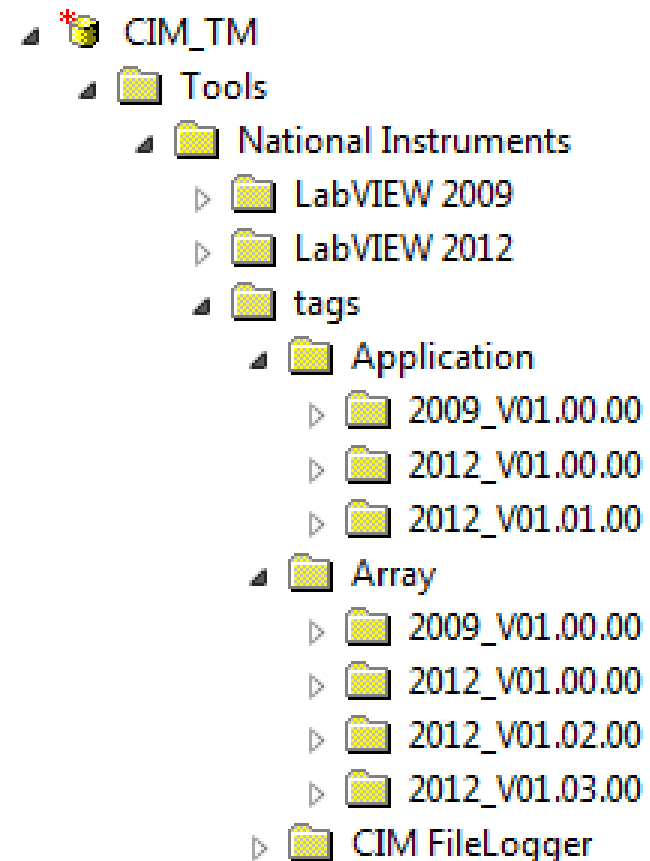 CIM_TM
Tools
National Instruments
LabVIEW 2009
LabVIEW 2012
tags
Application
2009_V01.00.00
2012_V01.00.00
2012_V01.01.00
Array
2009_V01.00.00
2012_V01.00.00
2012_V01.02.00
2012_V01.03.00
CIM FileLogger